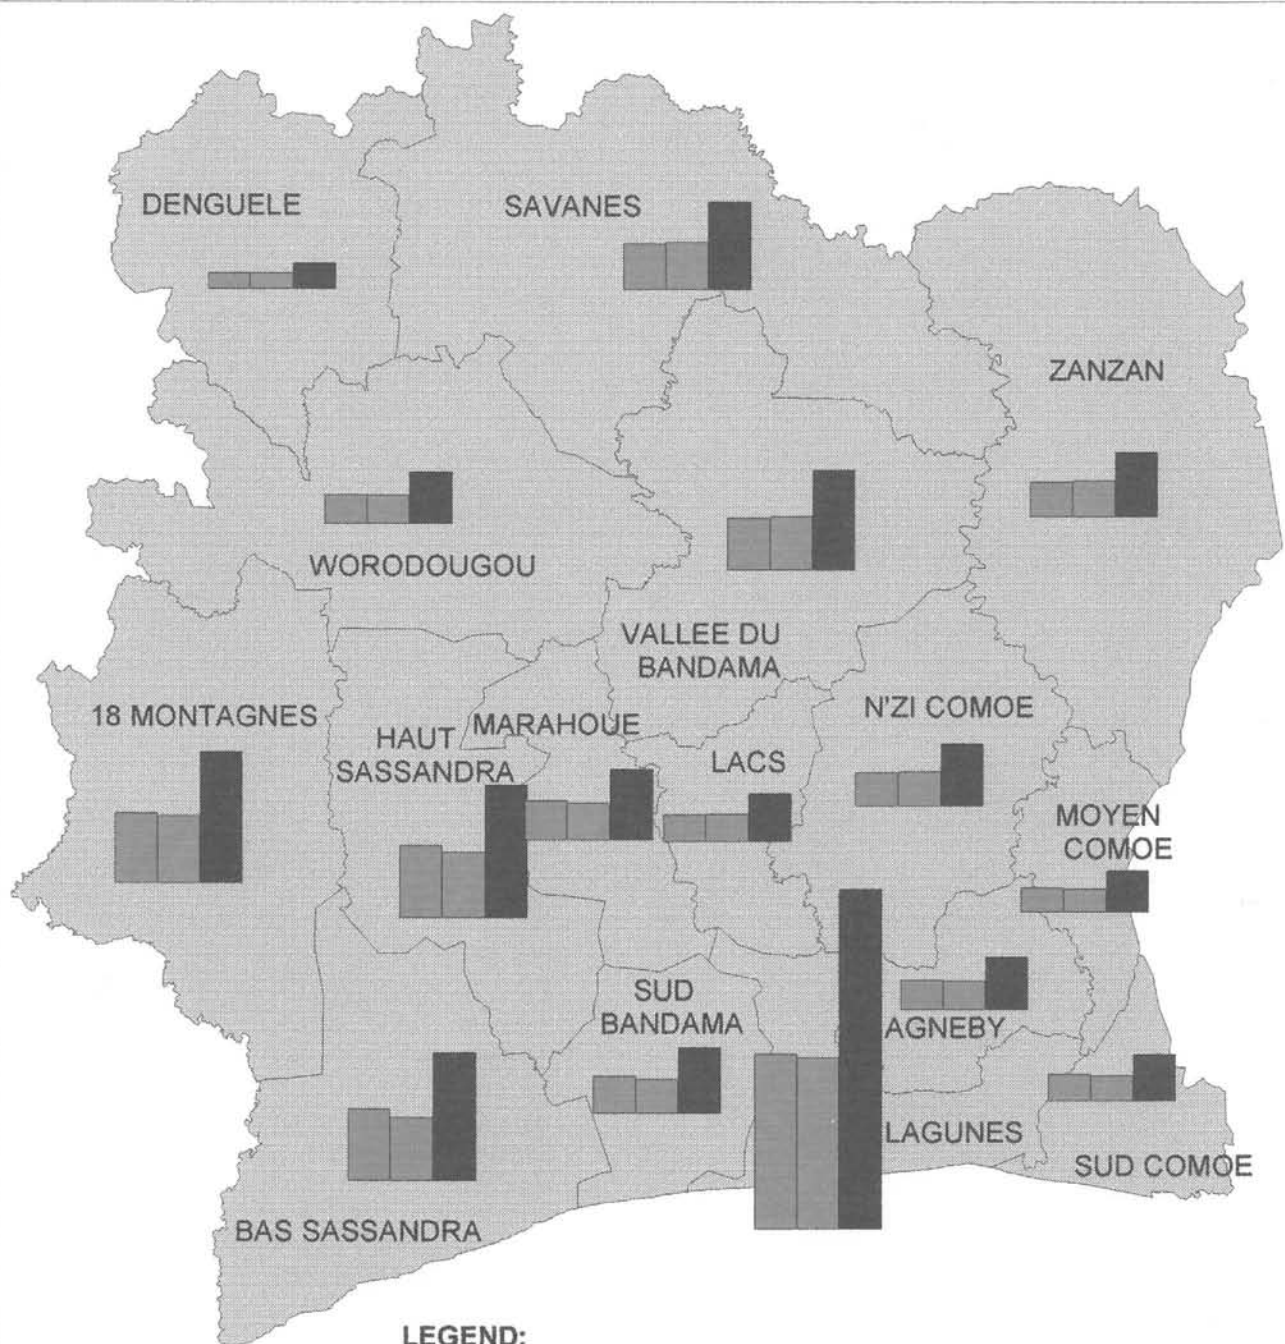 DENGUELE
SAVANES
ZANZAN
WORODOUGOU
VALLEE DU
BANDAMA
18 MONTAGNES
HAUT
SASSANDRA
MARAHOUE
LACS
N'ZI COMOE
MOYEN
COMOE
SUD
BANDAMA
AGNEBY
LAGUNES
SUD COMOE
BAS SASSANDRA
LEGEND: